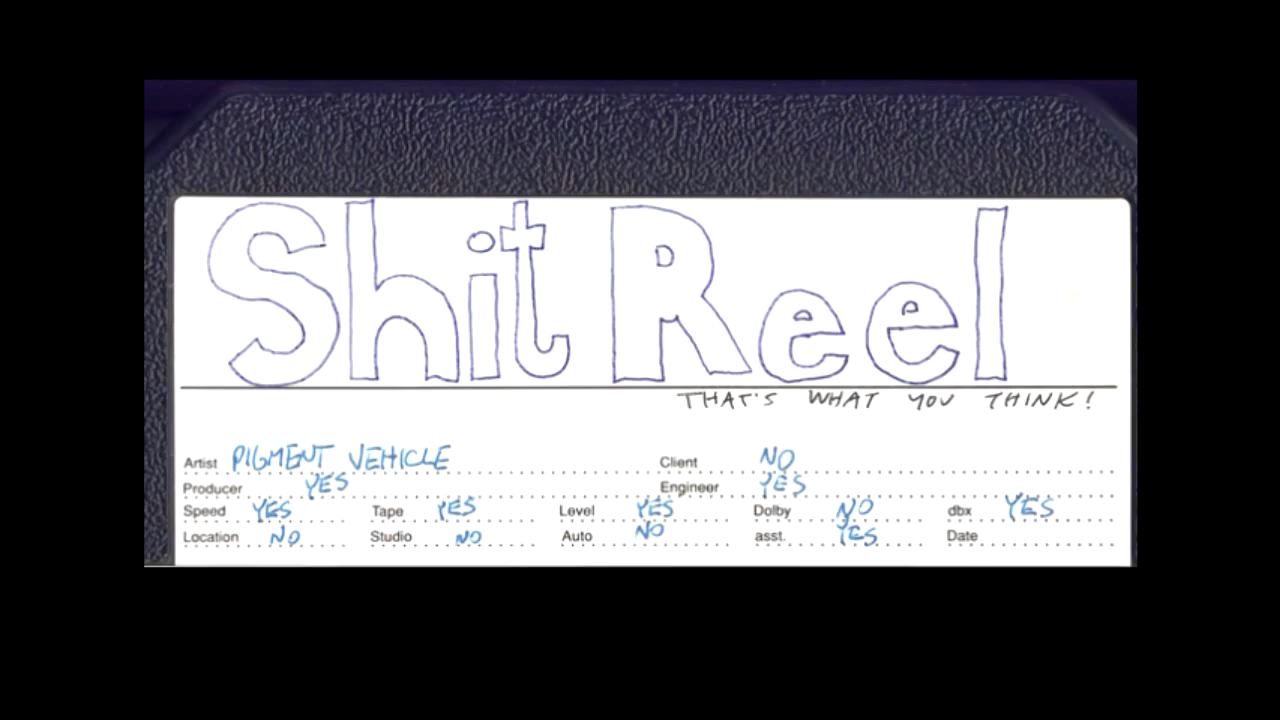 Shit Reel
THAT'S WHAT YOU THINK!
Artist PIGMENT VEHICLE Client NO
Producer YES Engineer YES
Speed YES Tape YES Level YES Dolby NO dbx YES
Location NO Studio NO Auto NO asst. YES Date